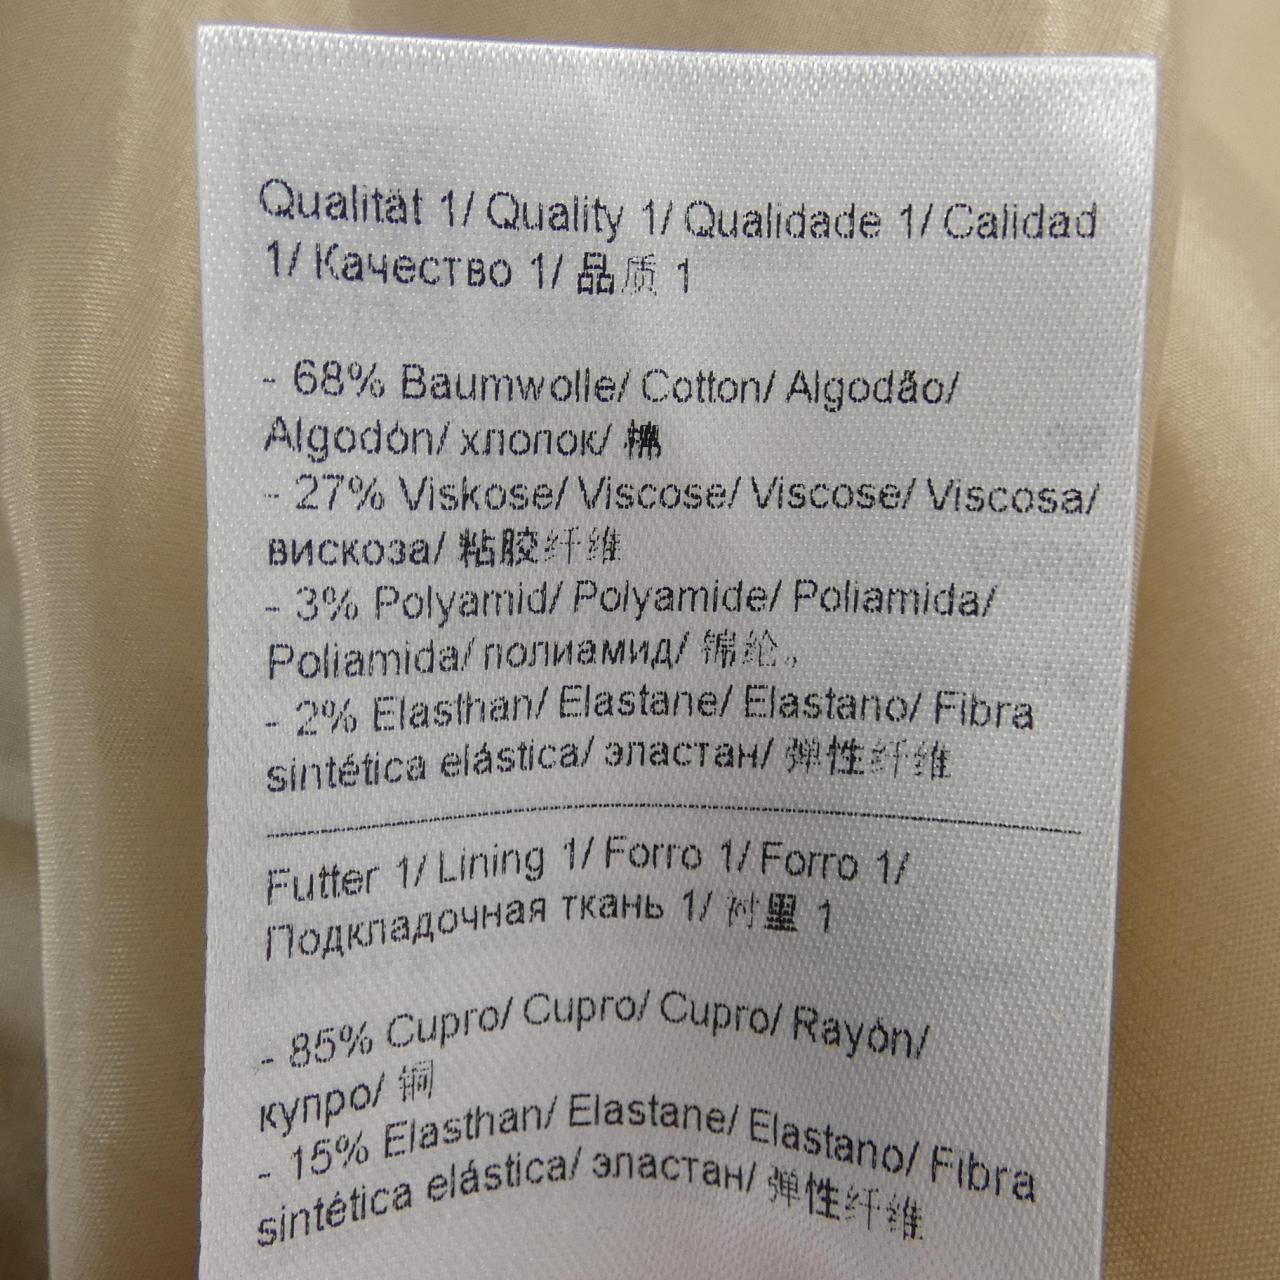 Qualität 1/ Quality 1/ Qualidade 1/ Calidad
1/ Качество 1/ 品质 1
- 68% Baumwolle/ Cotton/ Algodão/
Algodón/ хлопок/ 棉
- 27% Viskose/ Viscose/ Viscose/ Viscosa/
вискоза/ 粘胶纤维
- 3% Polyamid/ Polyamide/ Poliamida/
Poliamida/ полиамид/ 锦纶。
- 2% Elasthan/ Elastane/ Elastano/ Fibra
sintética elástica/ эластан/ 弹性纤维
Futter 1/ Lining 1/ Forro 1/ Forro 1/
Подкладочная ткань 1/ 衬里 1
- 85% Cupro/ Cupro/ Cupro/ Rayón/
купро/ 铜
- 15% Elasthan/ Elastane/ Elastano/ Fibra
sintética elástica/ эластан/ 弹性纤维